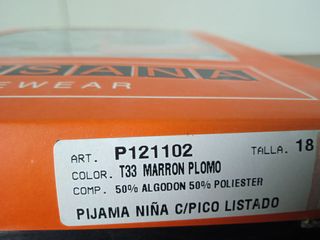 SANA
EWEAR
ART. P121102 TALLA. 18
COLOR. T33 MARRON PLOMO
COMP. 50% ALGODON 50% POLIESTER
PIJAMA NIÑA C/PICO LISTADO